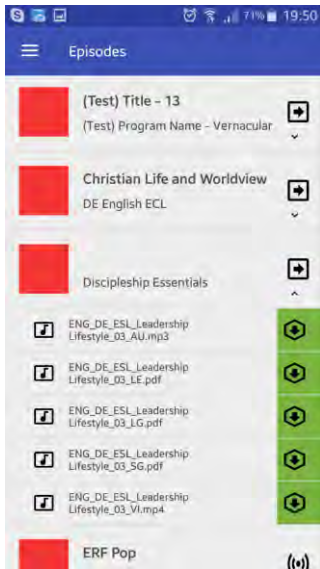 71% 19:50
Episodes
(Test) Title - 13
(Test) Program Name - Vernacular
Christian Life and Worldview
DE English ECL
Discipleship Essentials
ENG_DE_ESL_Leadership
Lifestyle_03_AU.mp3
ENG_DE_ESL_Leadership
Lifestyle_03_LE.pdf
ENG_DE_ESL_Leadership
Lifestyle_03_LG.pdf
ENG_DE_ESL_Leadership
Lifestyle_03_SG.pdf
ENG_DE_ESL_Leadership
Lifestyle_03_VI.mp4
ERF Pop